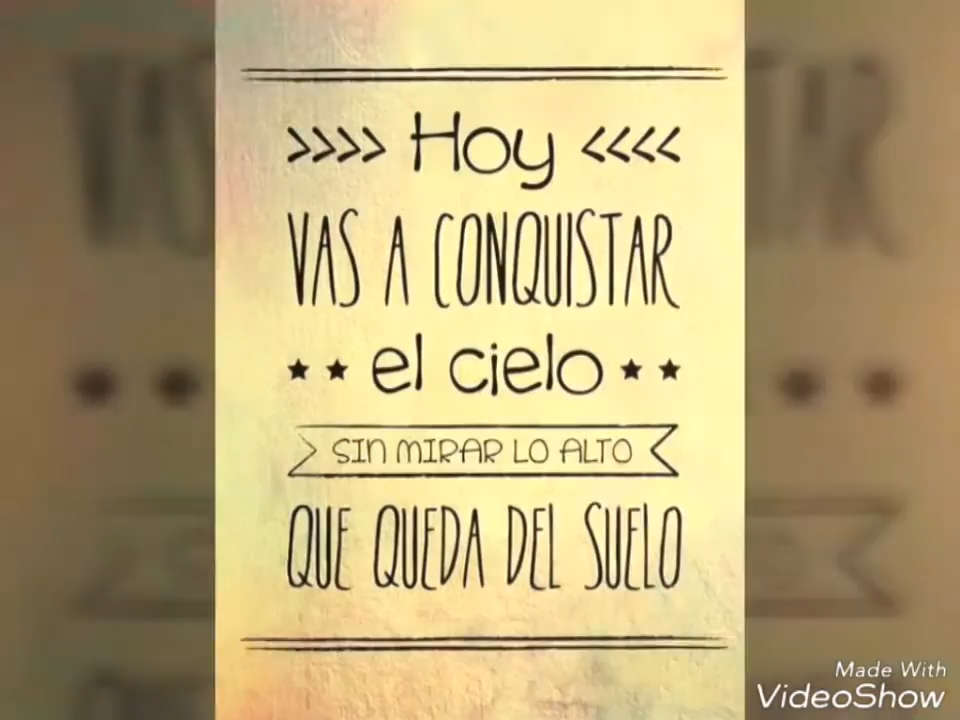 >>>> Hoy <<<<
VAS A CONQUISTAR
el cielo
SIN MIRAR LO ALTO
QUE QUEDA DEL SUELO
Made With
VideoShow